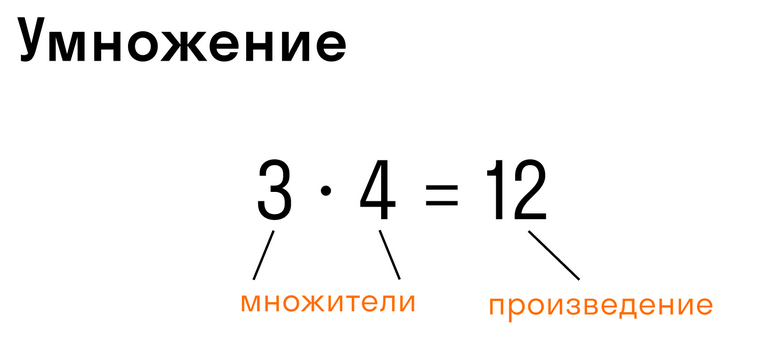 Умножение
3 · 4 = 12
множители произведение